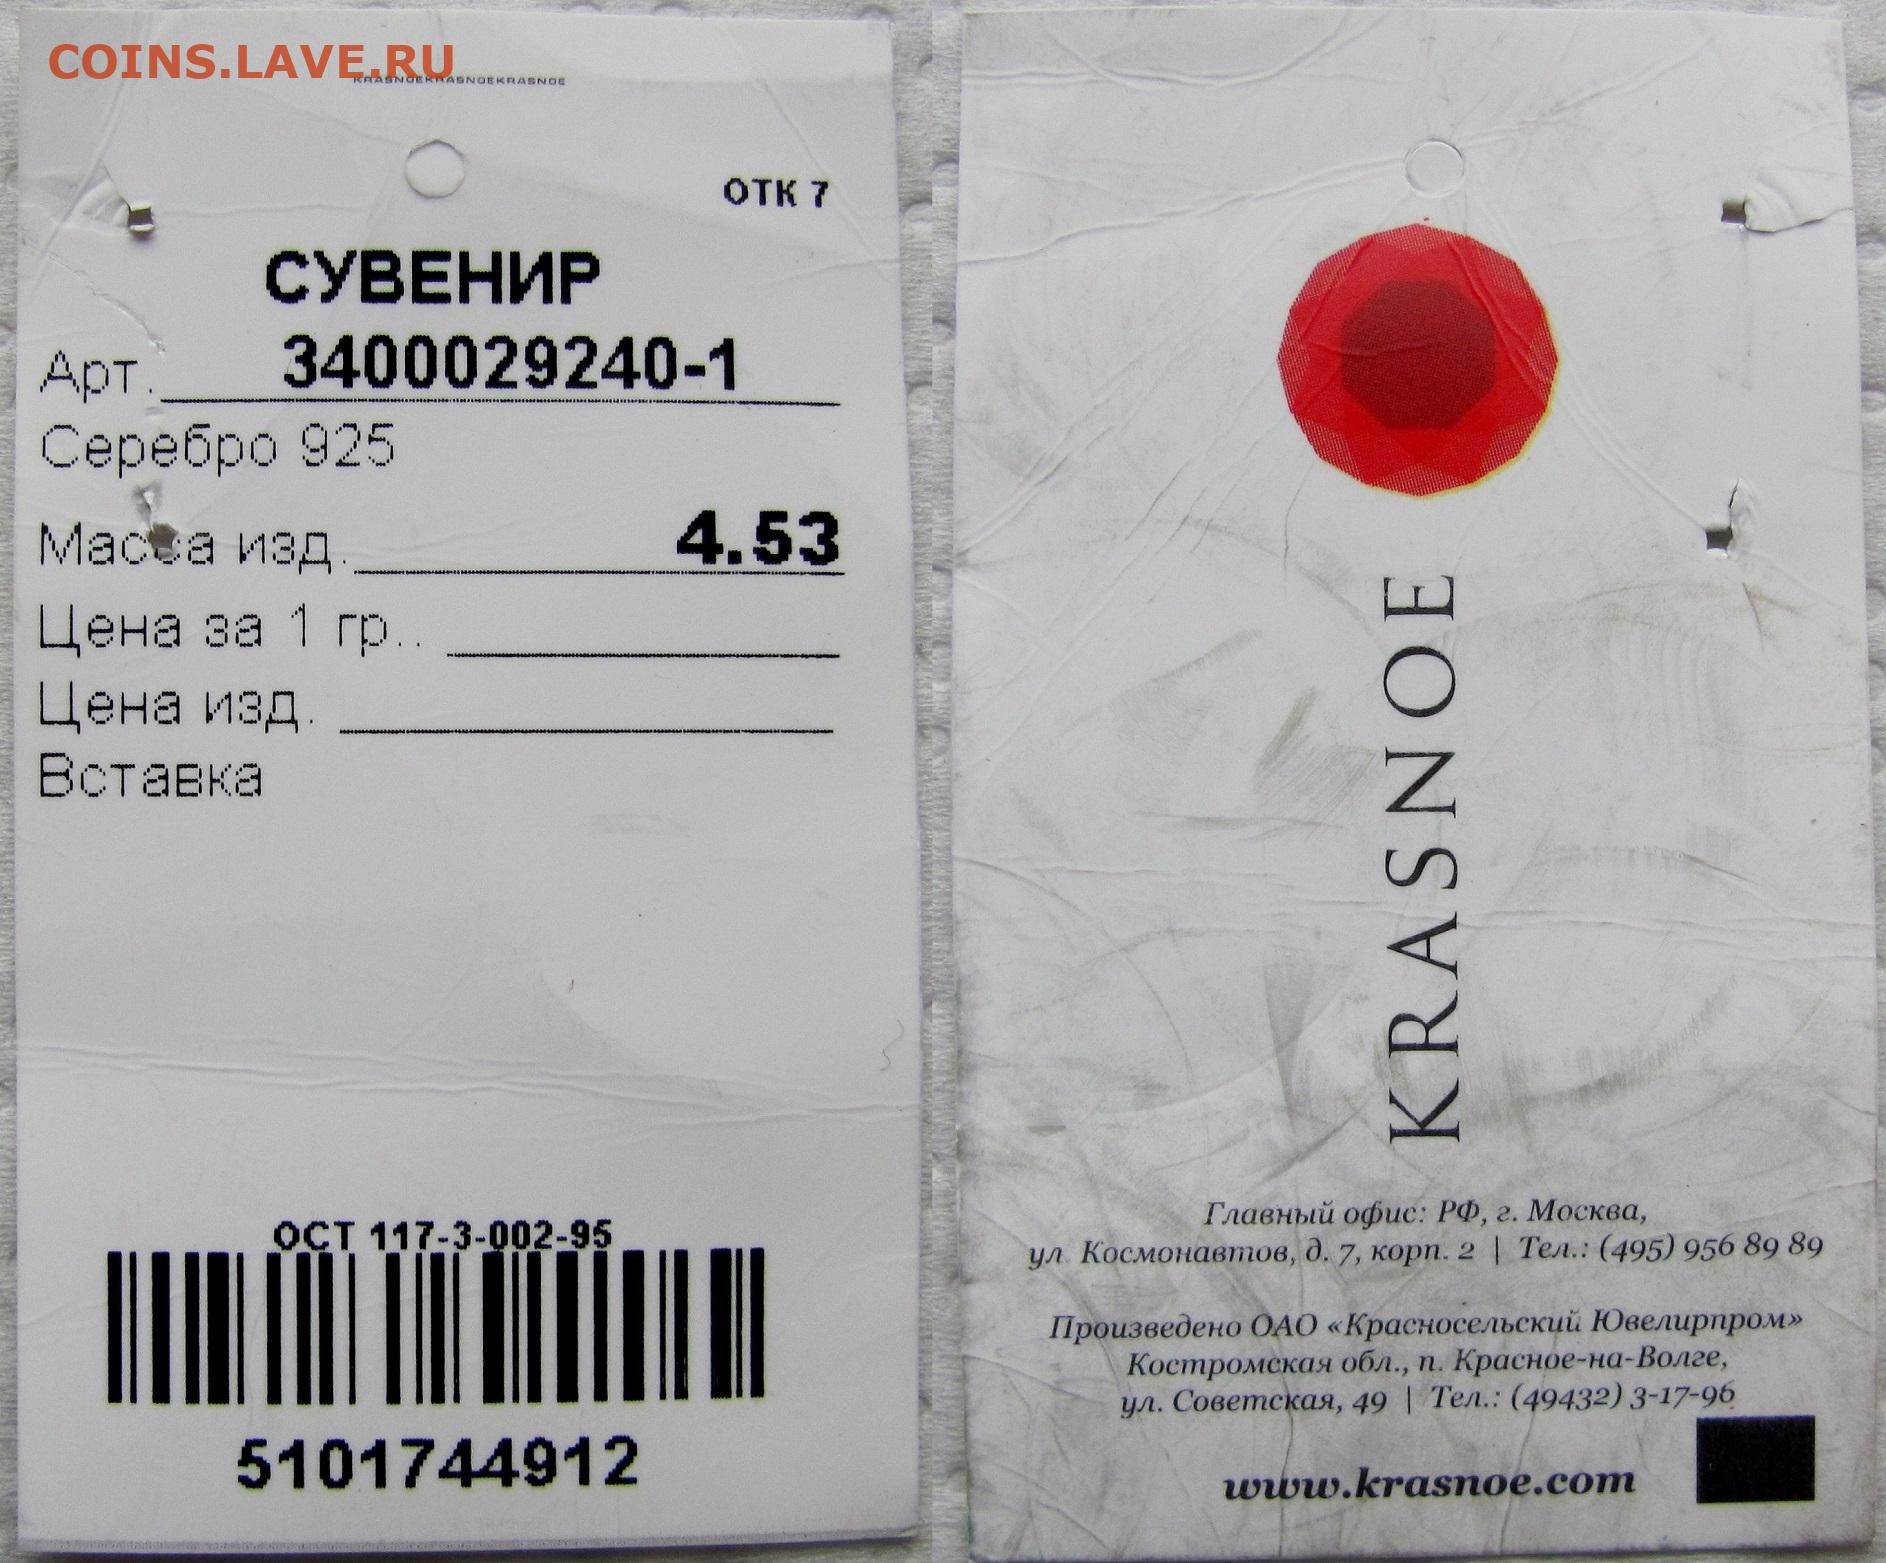 COINS.LAVE.RU
KRASNOEKRASNOEKRASNOE
ОТК 7
СУВЕНИР
Арт. 3400029240-1
Серебро 925
Масса изд. 4.53
Цена за 1 гр..
Цена изд.
Вставка
ОСТ 117-3-002-95
5101744912
KRASNOE
Главный офис: РФ, г. Москва,
ул. Космонавтов, д. 7, корп. 2 | Тел.: (495) 956 89 89
Произведено ОАО «Красносельский Ювелирпром»
Костромская обл., п. Красное-на-Волге,
ул. Советская, 49 | Тел.: (49432) 3-17-96
www.krasnoe.com